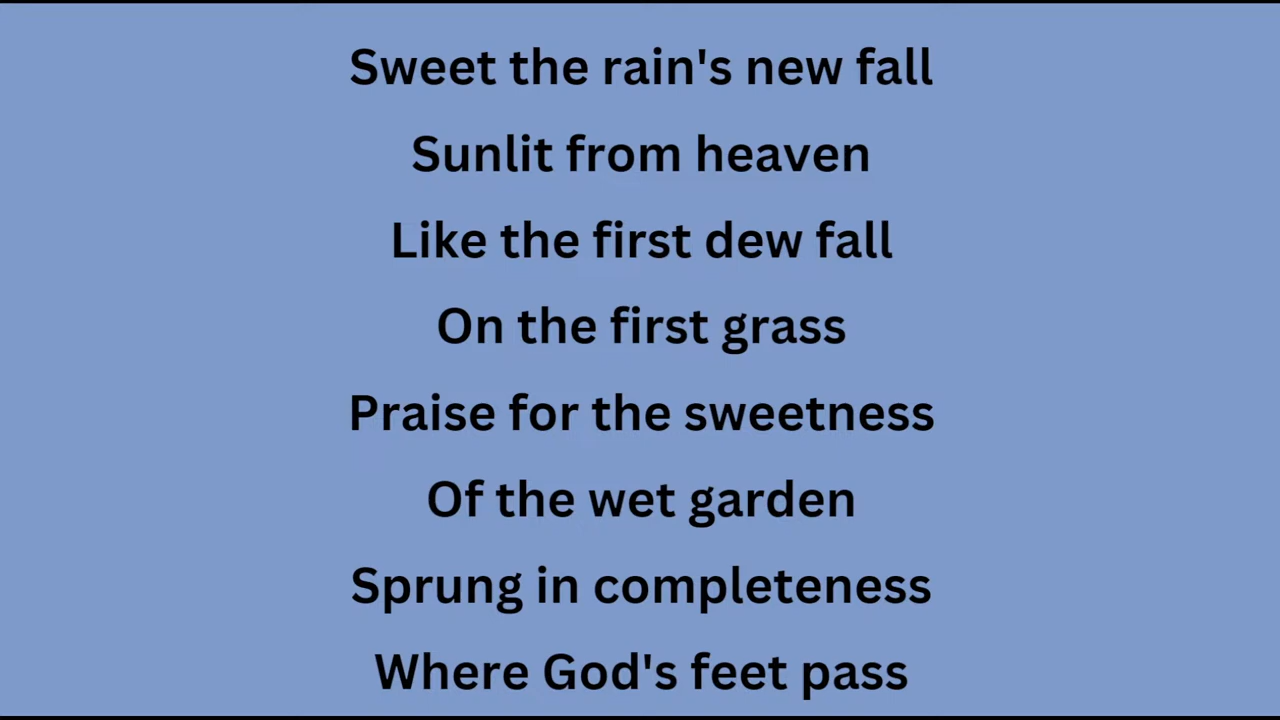 Sweet the rain's new fall
Sunlit from heaven
Like the first dew fall
On the first grass
Praise for the sweetness
Of the wet garden
Sprung in completeness
Where God's feet pass